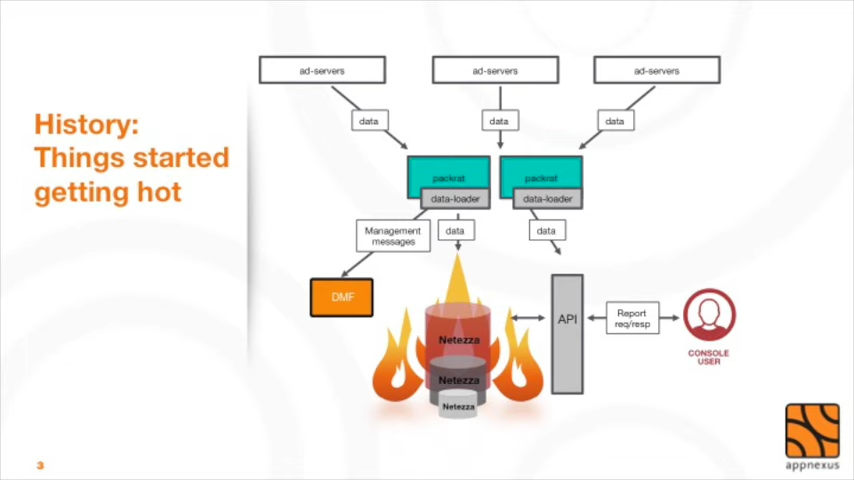 History:
Things started
getting hot
ad-servers
ad-servers
ad-servers
data
data
data
packrat
data-loader
packrat
data-loader
Management
messages
data
data
DMF
Netezza
Netezza
Netezza
API
Report
req/resp
CONSOLE
USER
3
appnexus